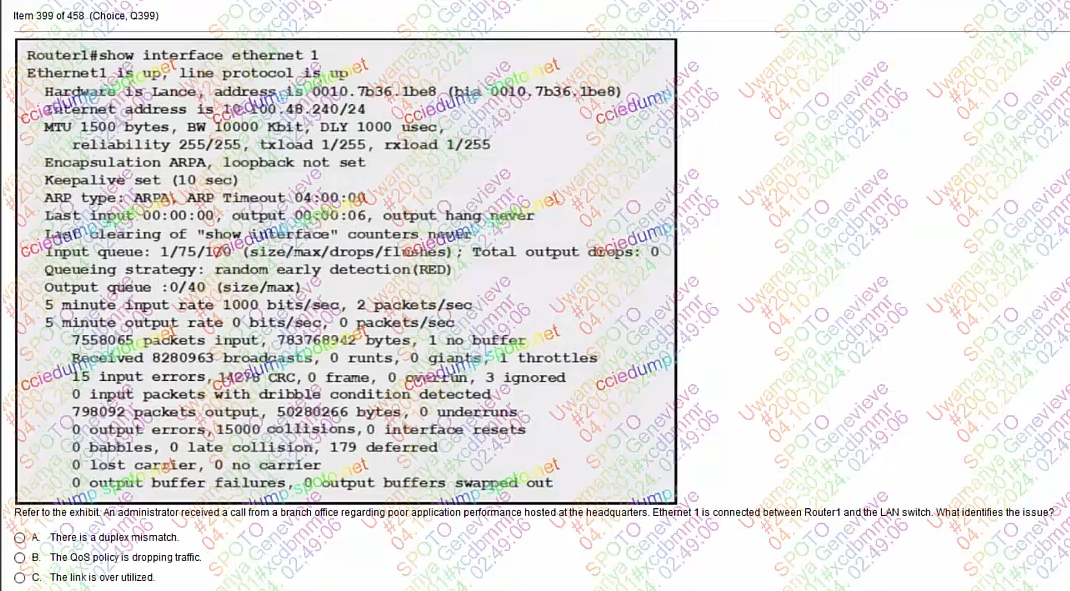 Item 399 of 458 (Choice, Q399)
Router1#show interface ethernet 1
Ethernet1 is up, line protocol is up
Hardware is Lance, address is 0010.7b36.1be8 (bia 0010.7b36.1be8)
Internet address is 10.100.48.240/24
MTU 1500 bytes, BW 10000 Kbit, DLY 1000 usec,
reliability 255/255, txload 1/255, rxload 1/255
Encapsulation ARPA, loopback not set
Keepalive set (10 sec)
ARP type: ARPA, ARP Timeout 04:00:00
Last input 00:00:00, output 00:00:06, output hang never
Last clearing of "show interface" counters never
Input queue: 1/75/1 (size/max/drops/flushes); Total output drops: 0
Queueing strategy: random early detection(RED)
Output queue :0/40 (size/max)
5 minute input rate 1000 bits/sec, 2 packets/sec
5 minute output rate 0 bits/sec, 0 packets/sec
7558065 packets input, 783768942 bytes, 1 no buffer
Received 8280963 broadcasts, 0 runts, 0 giants, 1 throttles
15 input errors, 14278 CRC, 0 frame, 0 overrun, 3 ignored
0 input packets with dribble condition detected
798092 packets output, 50280266 bytes, 0 underruns
0 output errors, 15000 collisions, 0 interface resets
0 babbles, 0 late collision, 179 deferred
0 lost carrier, 0 no carrier
0 output buffer failures, 0 output buffers swapped out
Refer to the exhibit. An administrator received a call from a branch office regarding poor application performance hosted at the headquarters. Ethernet 1 is connected between Router1 and the LAN switch. What identifies the issue?
A. There is a duplex mismatch.
B. The QoS policy is dropping traffic.
C. The link is over utilized.